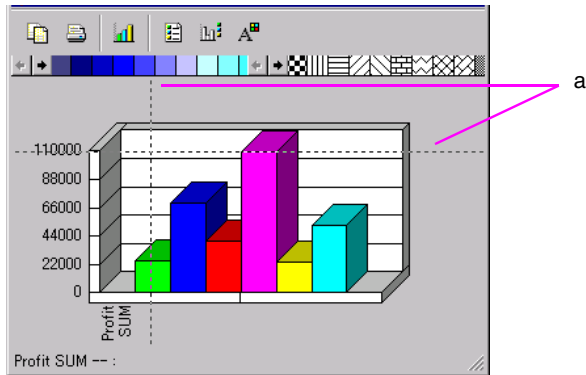 A
a
110000
88000
66000
44000
22000
0
Profit
SUM
Profit SUM -- :